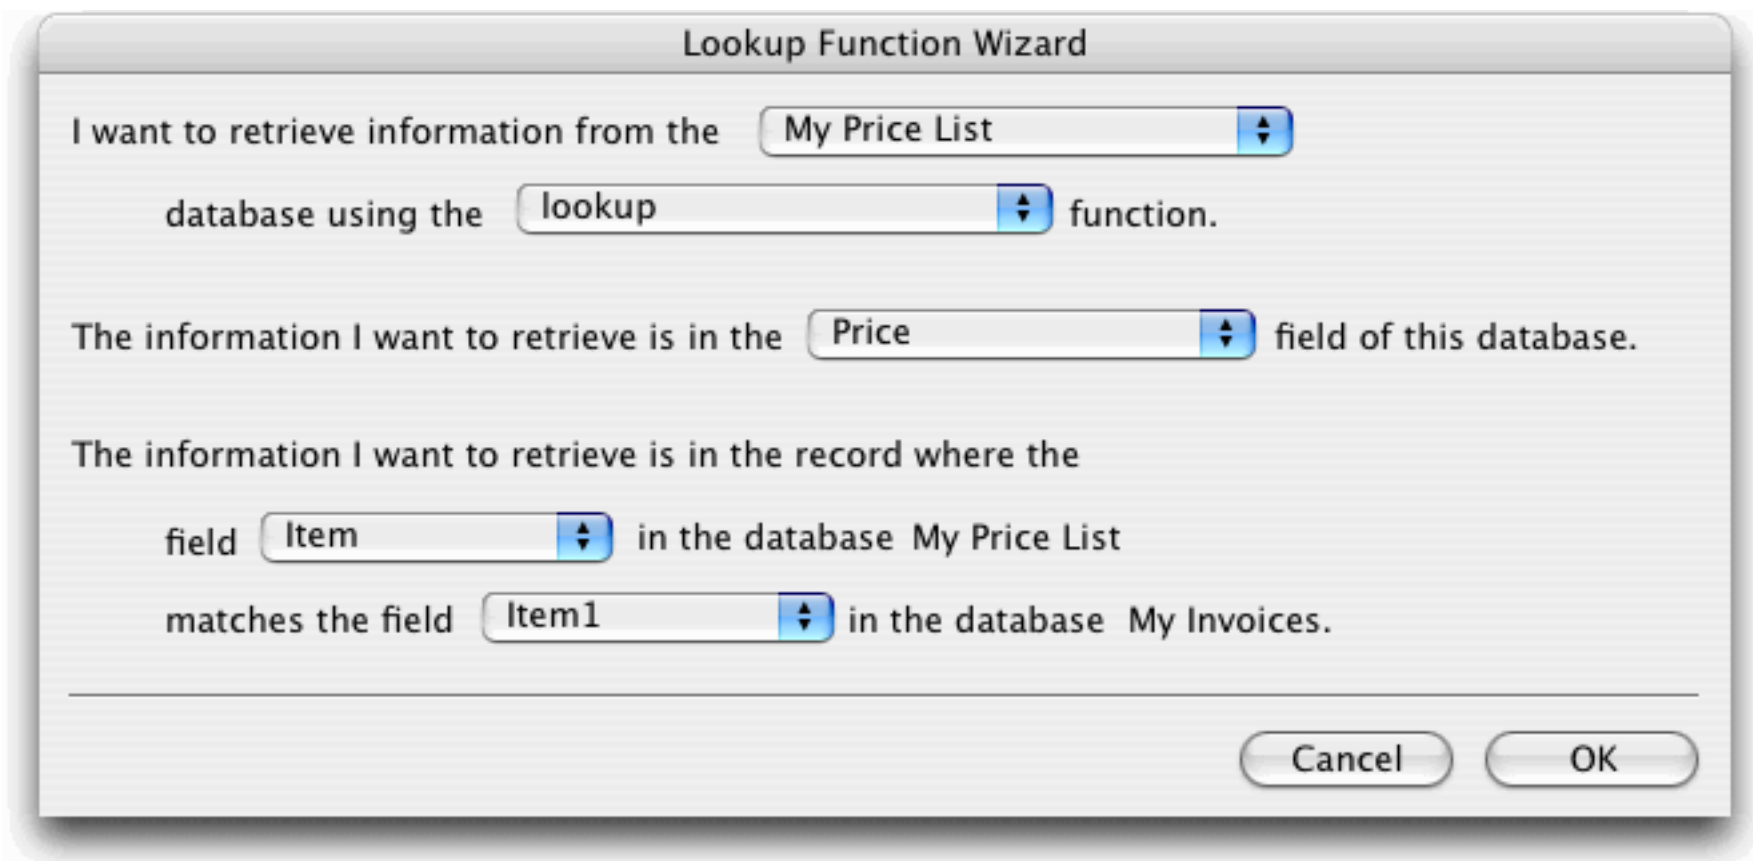 Lookup Function Wizard
I want to retrieve information from the My Price List
database using the lookup function.
The information I want to retrieve is in the Price field of this database.
The information I want to retrieve is in the record where the
field Item in the database My Price List
matches the field Item1 in the database My Invoices.
Cancel OK